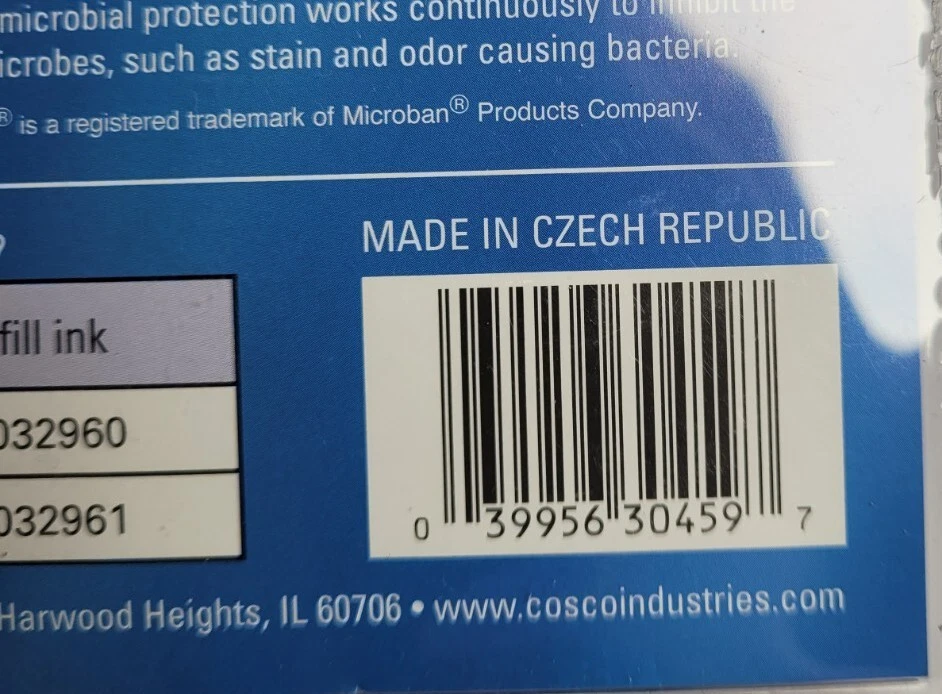 microbial protection works continuously to inhibit the
icrobes, such as stain and odor causing bacteria.
® is a registered trademark of Microban® Products Company.
MADE IN CZECH REPUBLIC
fill ink
032960
032961
0 39956 30459 7
Harwood Heights, IL 60706 • www.coscoindustries.com